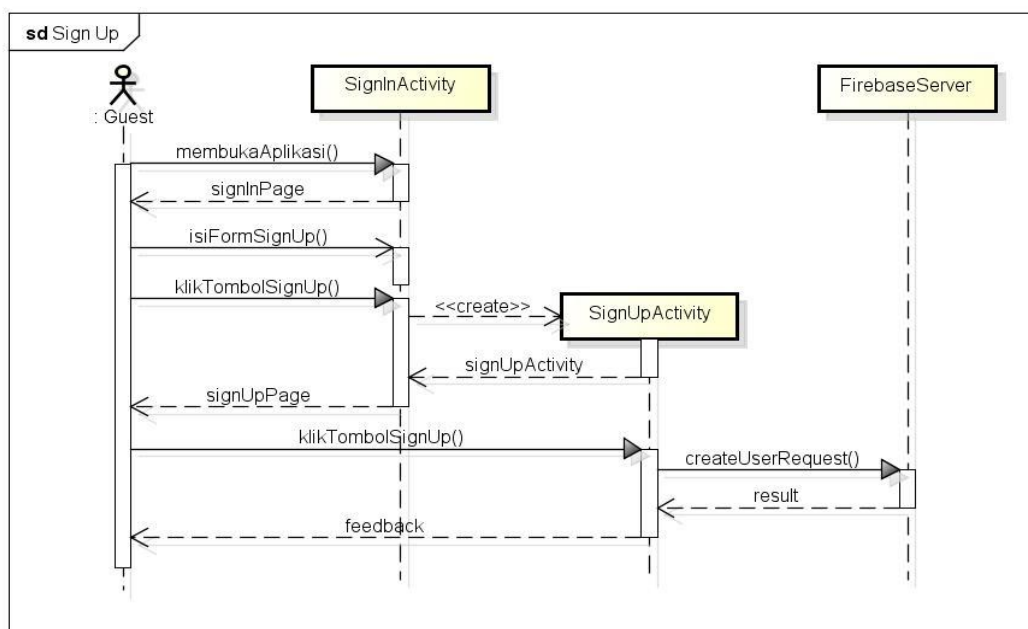 sd Sign Up
SignInActivity
FirebaseServer
: Guest
membukaAplikasi()
signInPage
isiFormSignUp()
klikTombolSignUp()
<<create>>
SignUpActivity
signUpActivity
signUpPage
klikTombolSignUp()
createUserRequest()
result
feedback